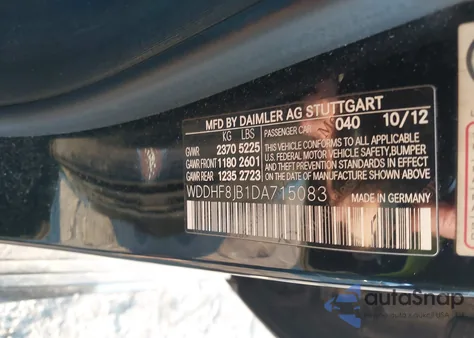 MFD BY DAIMLER AG STUTTGART
KG LBS PASSENGER CAR 040 10/12
GVWR 2370 5225 THIS VEHICLE CONFORMS TO ALL APPLICABLE
GAWR FRONT 1180 2601 U.S. FEDERAL MOTOR VEHICLE SAFETY, BUMPER
GAWR REAR 1235 2723 AND THEFT PREVENTION STANDARDS IN EFFECT
ON THE DATE OF MANUFACTURE SHOWN ABOVE
WDDHF8JB1DA715083 MADE IN GERMANY
autoSnap